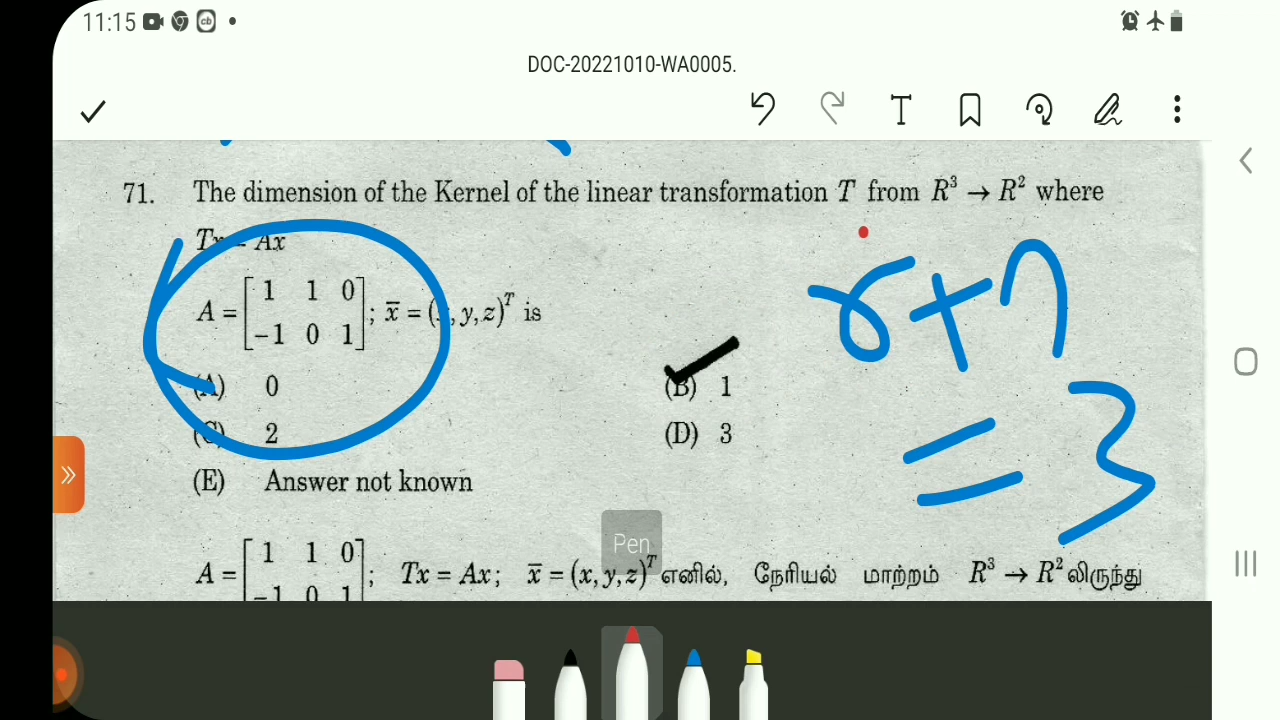 11:15
DOC-20221010-WA0005.
T
71. The dimension of the Kernel of the linear transformation T from R³ → R² where
Tx = Ax
A = [1 1 0; -1 0 1]; x̅ = (x, y, z)ᵀ is
(A) 0 (B) 1
(C) 2 (D) 3
(E) Answer not known
r+n
= 3
Pen
A = [1 1 0; -1 0 1]; Tx = Ax; x̅ = (x, y, z)ᵀ எனில், நேரியல் மாற்றம் R³ → R² லிருந்து